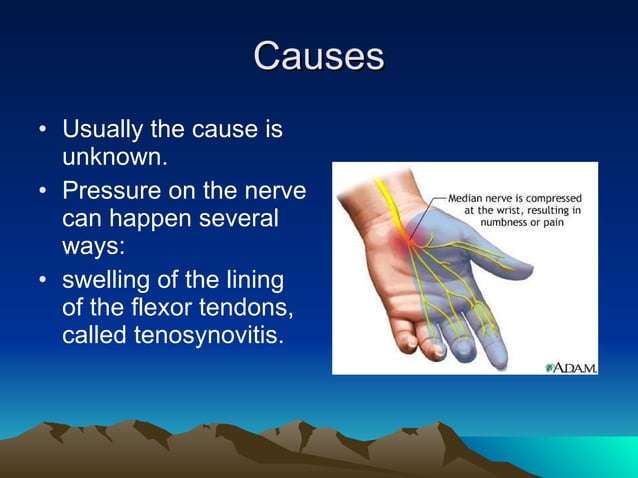 Causes
• Usually the cause is
unknown.
• Pressure on the nerve
can happen several
ways:
• swelling of the lining
of the flexor tendons,
called tenosynovitis.
Median nerve is compressed
at the wrist, resulting in
numbness or pain
ADAM.